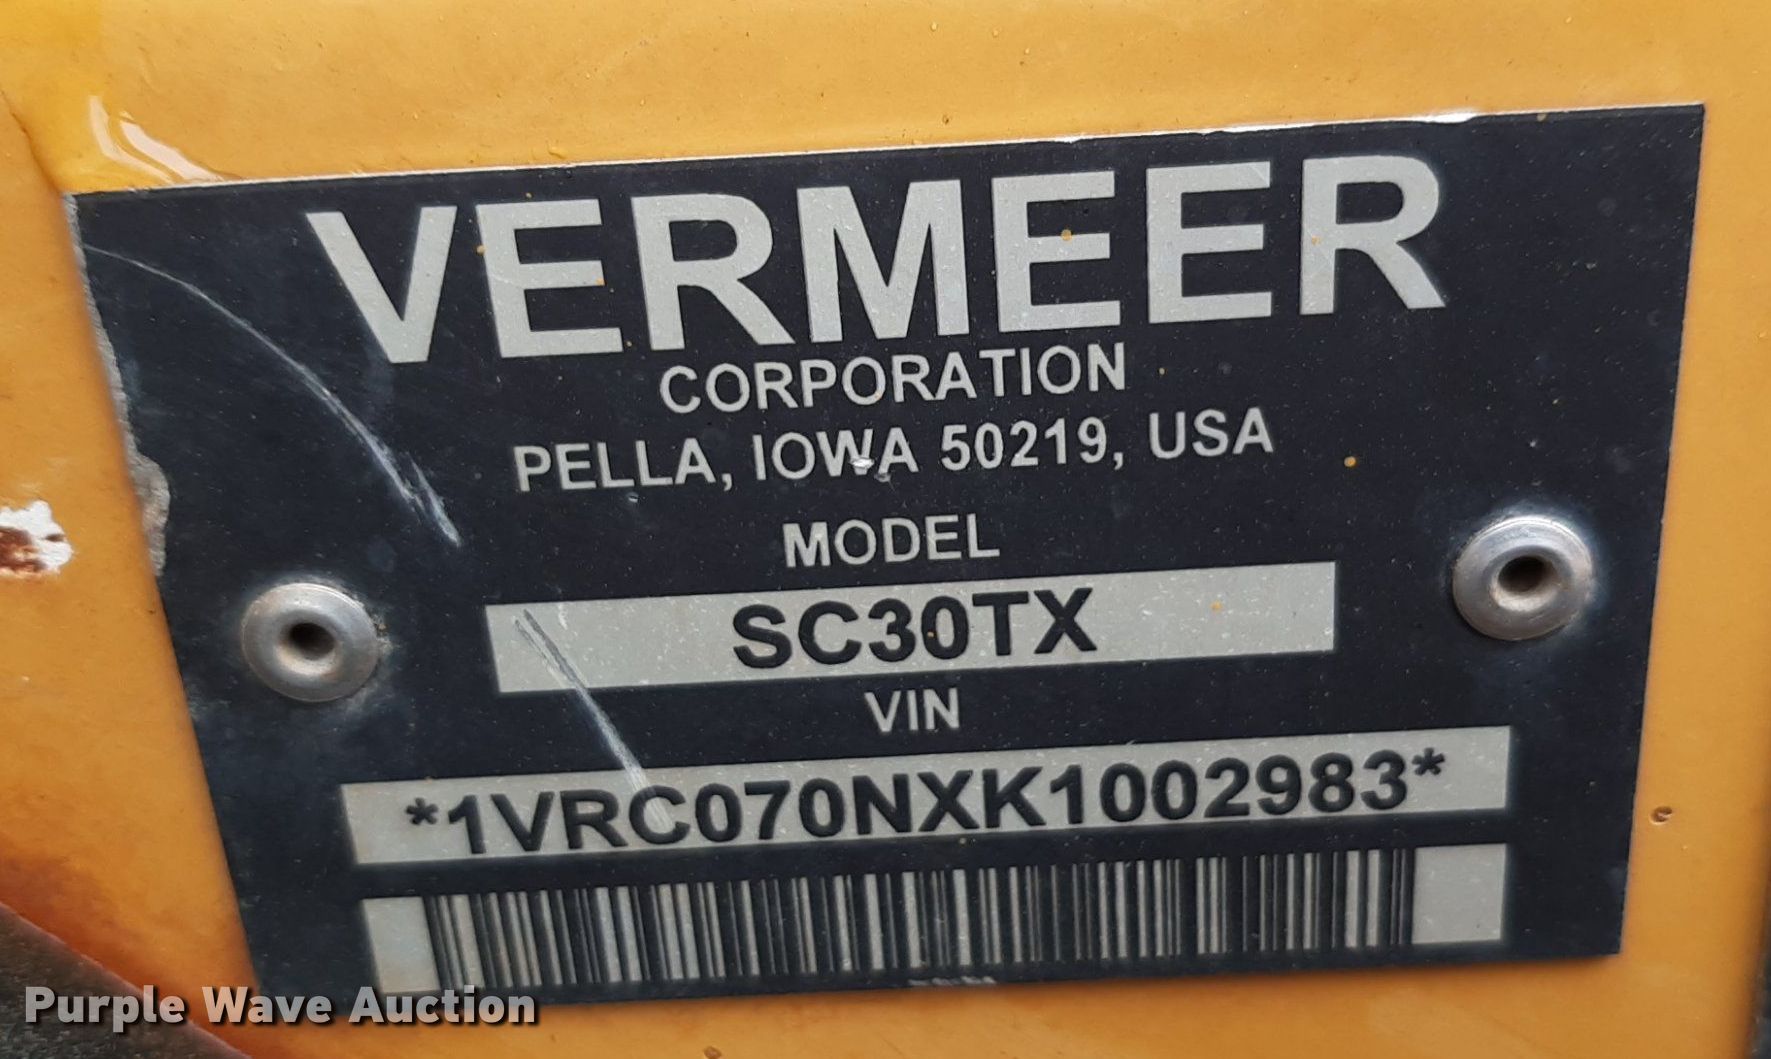 VERMEER
CORPORATION
PELLA, IOWA 50219, USA
MODEL
SC30TX
VIN
*1VRC070NXK1002983*
Purple Wave Auction